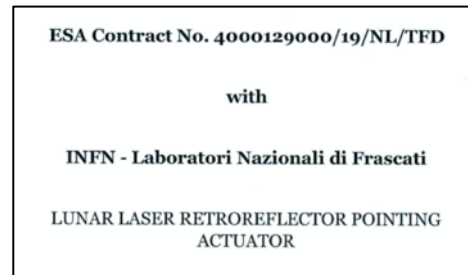 ESA Contract No. 4000129000/19/NL/TFD
with
INFN - Laboratori Nazionali di Frascati
LUNAR LASER RETROREFLECTOR POINTING
ACTUATOR